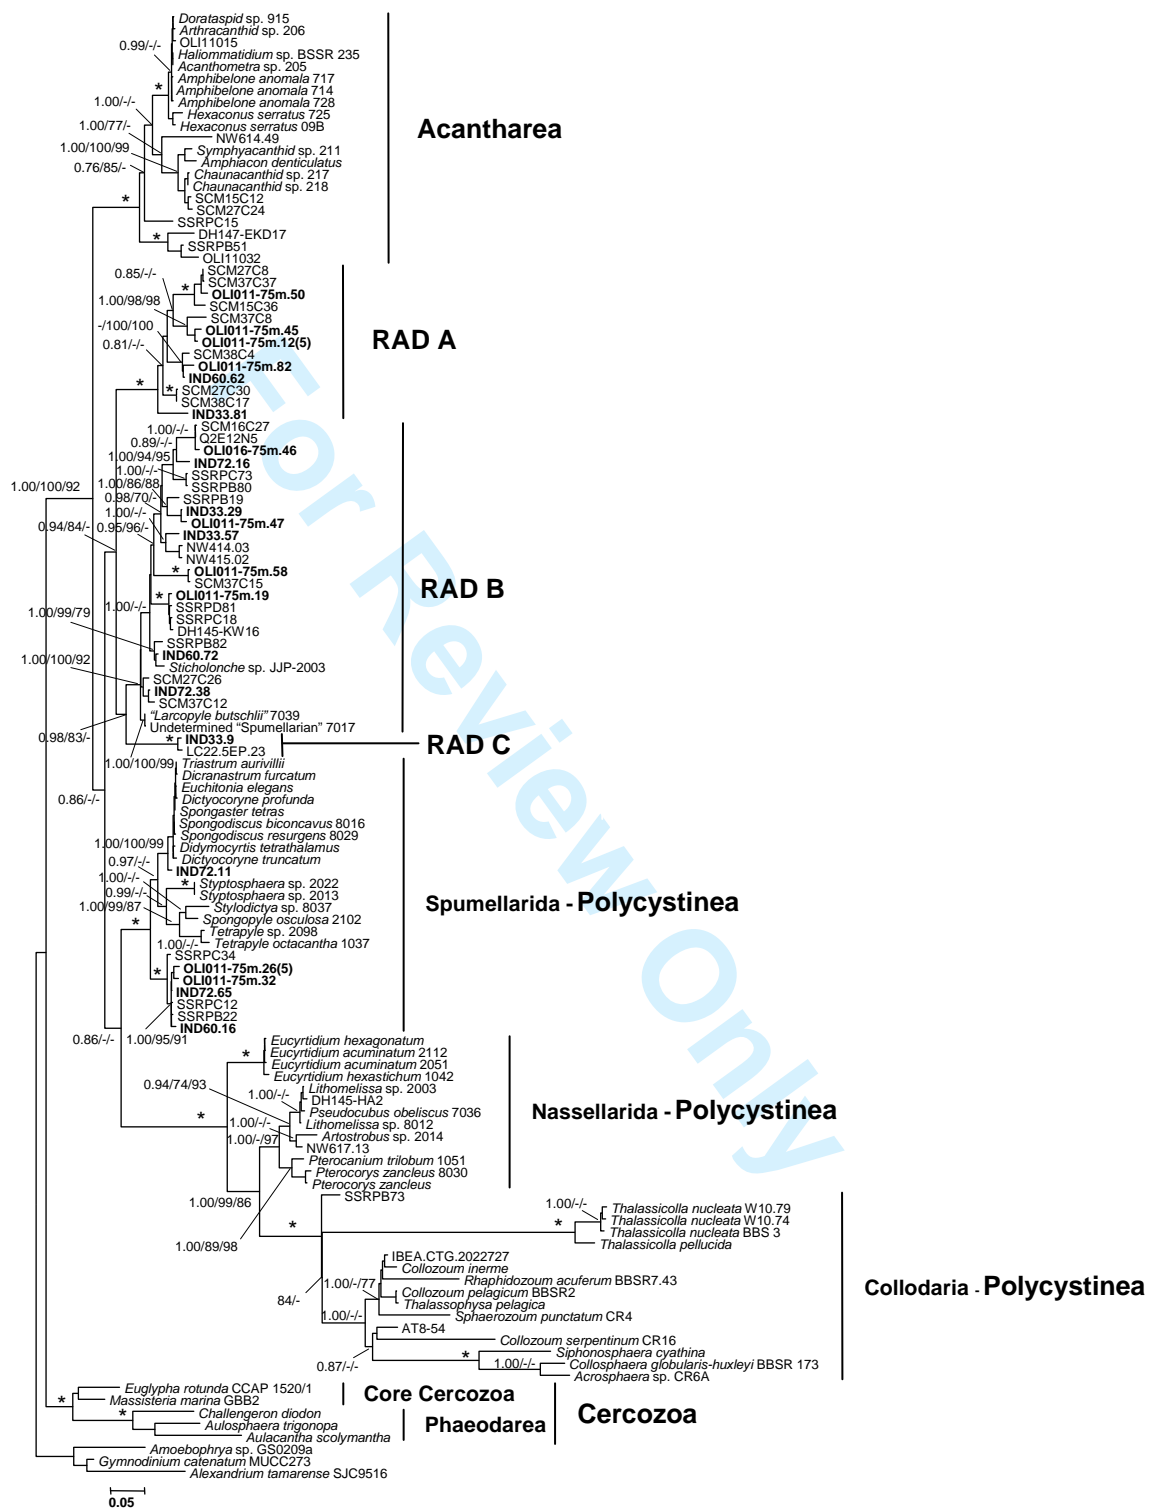 Dorataspid sp. 915
Arthracanthid sp. 206
OLI11015
0.99/-/-
Haliommatidium sp. BSSR 235
Acanthometra sp. 205
Amphibelone anomala 717
*
Amphibelone anomala 714
Amphibelone anomala 728
1.00/-/-
Hexaconus serratus 725
Hexaconus serratus 09B
1.00/77/-
Acantharea
NW614.49
1.00/100/99
Symphyacanthid sp. 211
Amphiacon denticulatus
0.76/85/-
Chaunacanthid sp. 217
Chaunacanthid sp. 218
SCM15C12
*
SCM27C24
SSRPC15
*
DH147-EKD17
SSRPB51
OLI11032
SCM27C8
0.85/-/-
SCM37C37
*
OLI011-75m.50
1.00/98/98
SCM15C36
SCM37C8
-/100/100
OLI011-75m.45
OLI011-75m.12(5)
RAD A
0.81/-/-
SCM38C4
OLI011-75m.82
IND60.62
*
*
SCM27C30
SCM38C17
IND33.81
SCM16C27
1.00/-/-
Q2E12N5
0.89/-/-
OLI016-75m.46
1.00/94/95
IND72.16
1.00/-/-
SSRPC73
1.00/86/88
SSRPB80
1.00/100/92
0.98/70/-
SSRPB19
IND33.29
1.00/-/-
OLI011-75m.47
0.94/84/-
0.95/96/-
IND33.57
NW414.03
NW415.02
*
OLI011-75m.58
SCM37C15
RAD B
*
OLI011-75m.19
1.00/-/-
SSRPD81
1.00/99/79
SSRPC18
DH145-KW16
SSRPB82
IND60.72
1.00/100/92
Sticholonche sp. JJP-2003
SCM27C26
IND72.38
SCM37C12
"Larcopyle butschlii" 7039
Undetermined "Spumellarian" 7017
0.98/83/-
*
IND33.9
RAD C
LC22.5EP.23
1.00/100/99
Triastrum aurivillii
Dicranastrum furcatum
Euchitonia elegans
0.86/-/-
Dictyocoryne profunda
Spongaster tetras
Spongodiscus biconcavus 8016
Spongodiscus resurgens 8029
1.00/100/99
Didymocyrtis tetrathalamus
0.97/-/-
Dictyocoryne truncatum
IND72.11
1.00/-/-
*
Styptosphaera sp. 2022
0.99/-/-
Styptosphaera sp. 2013
1.00/99/87
Stylodictya sp. 8037
Spumellarida - Polycystinea
*
Spongopyle osculosa 2102
Tetrapyle sp. 2098
1.00/-/-
Tetrapyle octacantha 1037
SSRPC34
*
OLI011-75m.26(5)
OLI011-75m.32
IND72.65
SSRPC12
SSRPB22
IND60.16
0.86/-/-
1.00/95/91
Eucyrtidium hexagonatum
*
Eucyrtidium acuminatum 2112
Eucyrtidium acuminatum 2051
Eucyrtidium hexastichum 1042
0.94/74/93
Lithomelissa sp. 2003
1.00/-/-
DH145-HA2
*
Pseudocubus obeliscus 7036
Nassellarida - Polycystinea
1.00/-/-
Lithomelissa sp. 8012
1.00/-/97
Artostrobus sp. 2014
NW617.13
Pterocanium trilobum 1051
Pterocorys zancleus 8030
Pterocorys zancleus
1.00/99/86
SSRPB73
1.00/-/-
Thalassicolla nucleata W10.79
*
*
Thalassicolla nucleata W10.74
Thalassicolla nucleata BBS 3
1.00/89/98
Thalassicolla pellucida
IBEA.CTG.2022727
Collozoum inerme
1.00/-/77
Rhaphidozoum acuferum BBSR7.43
Collodaria - Polycystinea
84/-
Collozoum pelagicum BBSR2
Thalassophysa pelagica
1.00/-/-
Sphaerozoum punctatum CR4
AT8-54
Collozoum serpentinum CR16
0.87/-/-
*
Siphonosphaera cyathina
1.00/-/-
Collosphaera globularis-huxleyi BBSR 173
Acrosphaera sp. CR6A
*
Euglypha rotunda CCAP 1520/1
Core Cercozoa
Massisteria marina GBB2
*
Challengeron diodon
Cercozoa
Aulosphaera trigonopa
Phaeodarea
Aulacantha scolymantha
Amoebophrya sp. GS0209a
Gymnodinium catenatum MUCC273
Alexandrium tamarense SJC9516
0.05
For Review Only